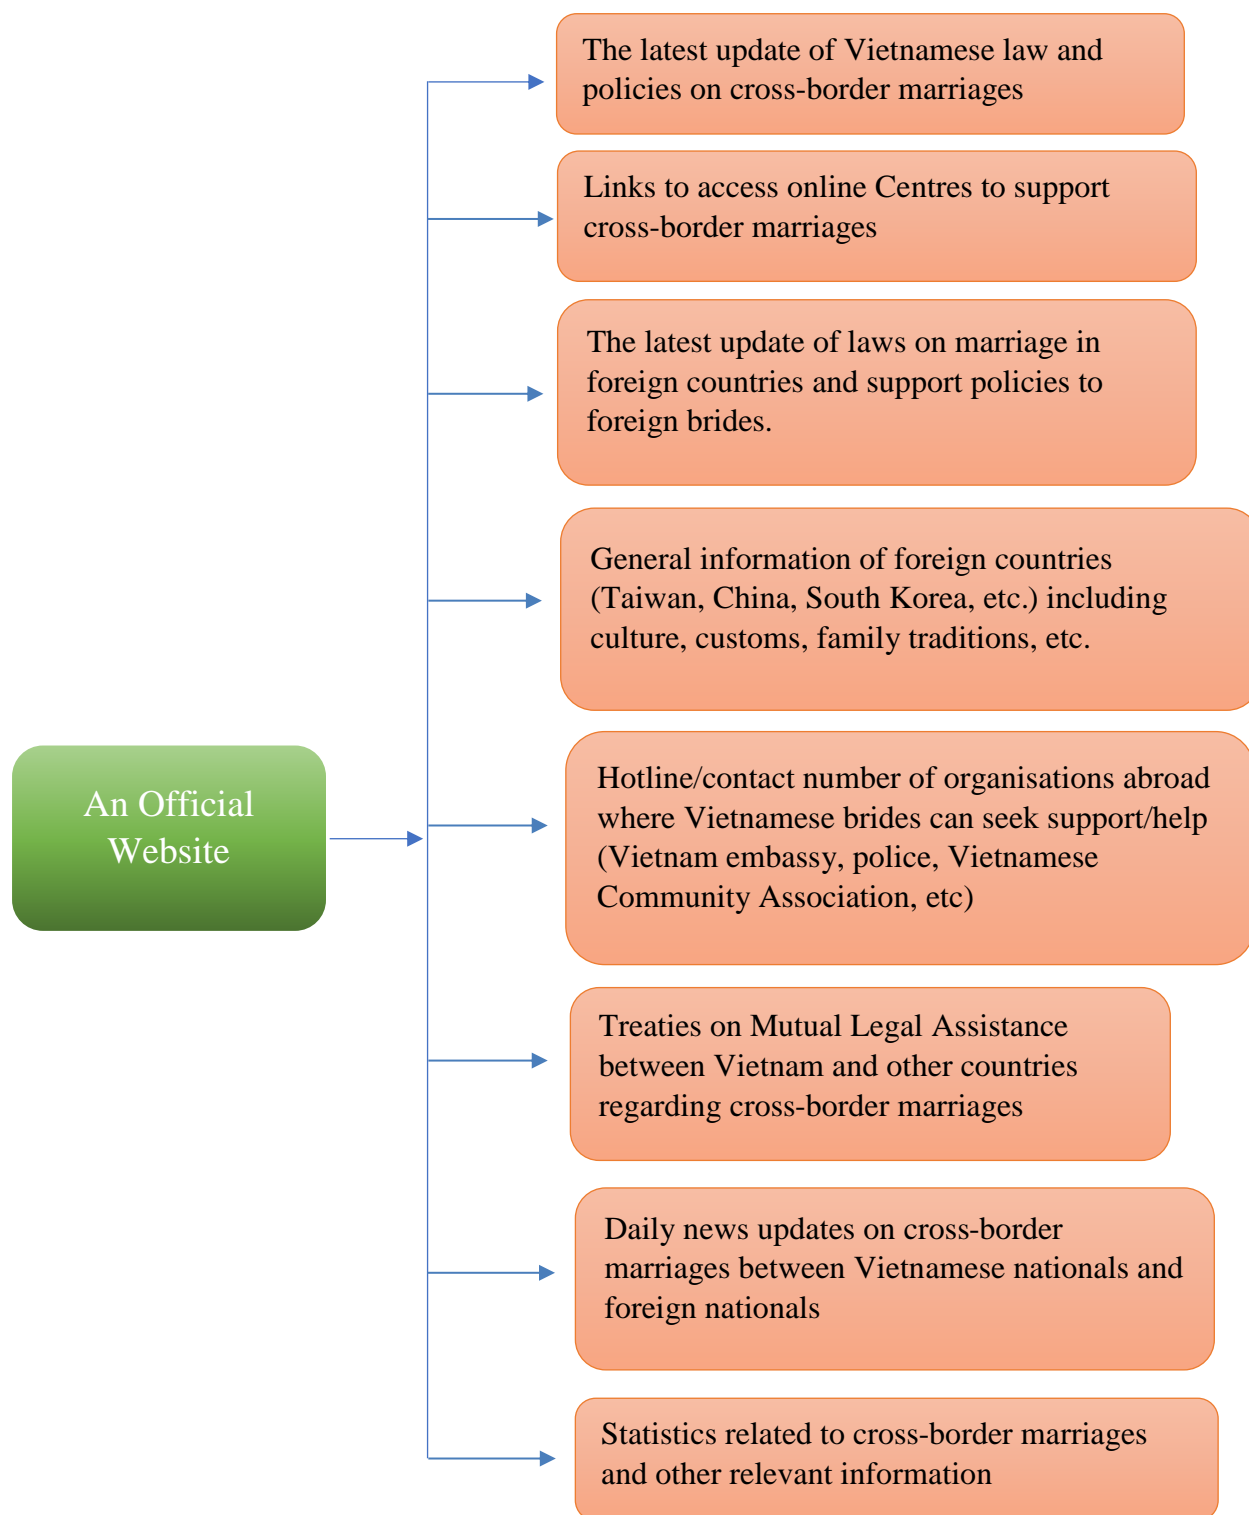 The latest update of Vietnamese law and
policies on cross-border marriages
Links to access online Centres to support
cross-border marriages
The latest update of laws on marriage in
foreign countries and support policies to
foreign brides.
General information of foreign countries
(Taiwan, China, South Korea, etc.) including
culture, customs, family traditions, etc.
An Official
Website
Hotline/contact number of organisations abroad
where Vietnamese brides can seek support/help
(Vietnam embassy, police, Vietnamese
Community Association, etc)
Treaties on Mutual Legal Assistance
between Vietnam and other countries
regarding cross-border marriages
Daily news updates on cross-border
marriages between Vietnamese nationals and
foreign nationals
Statistics related to cross-border marriages
and other relevant information